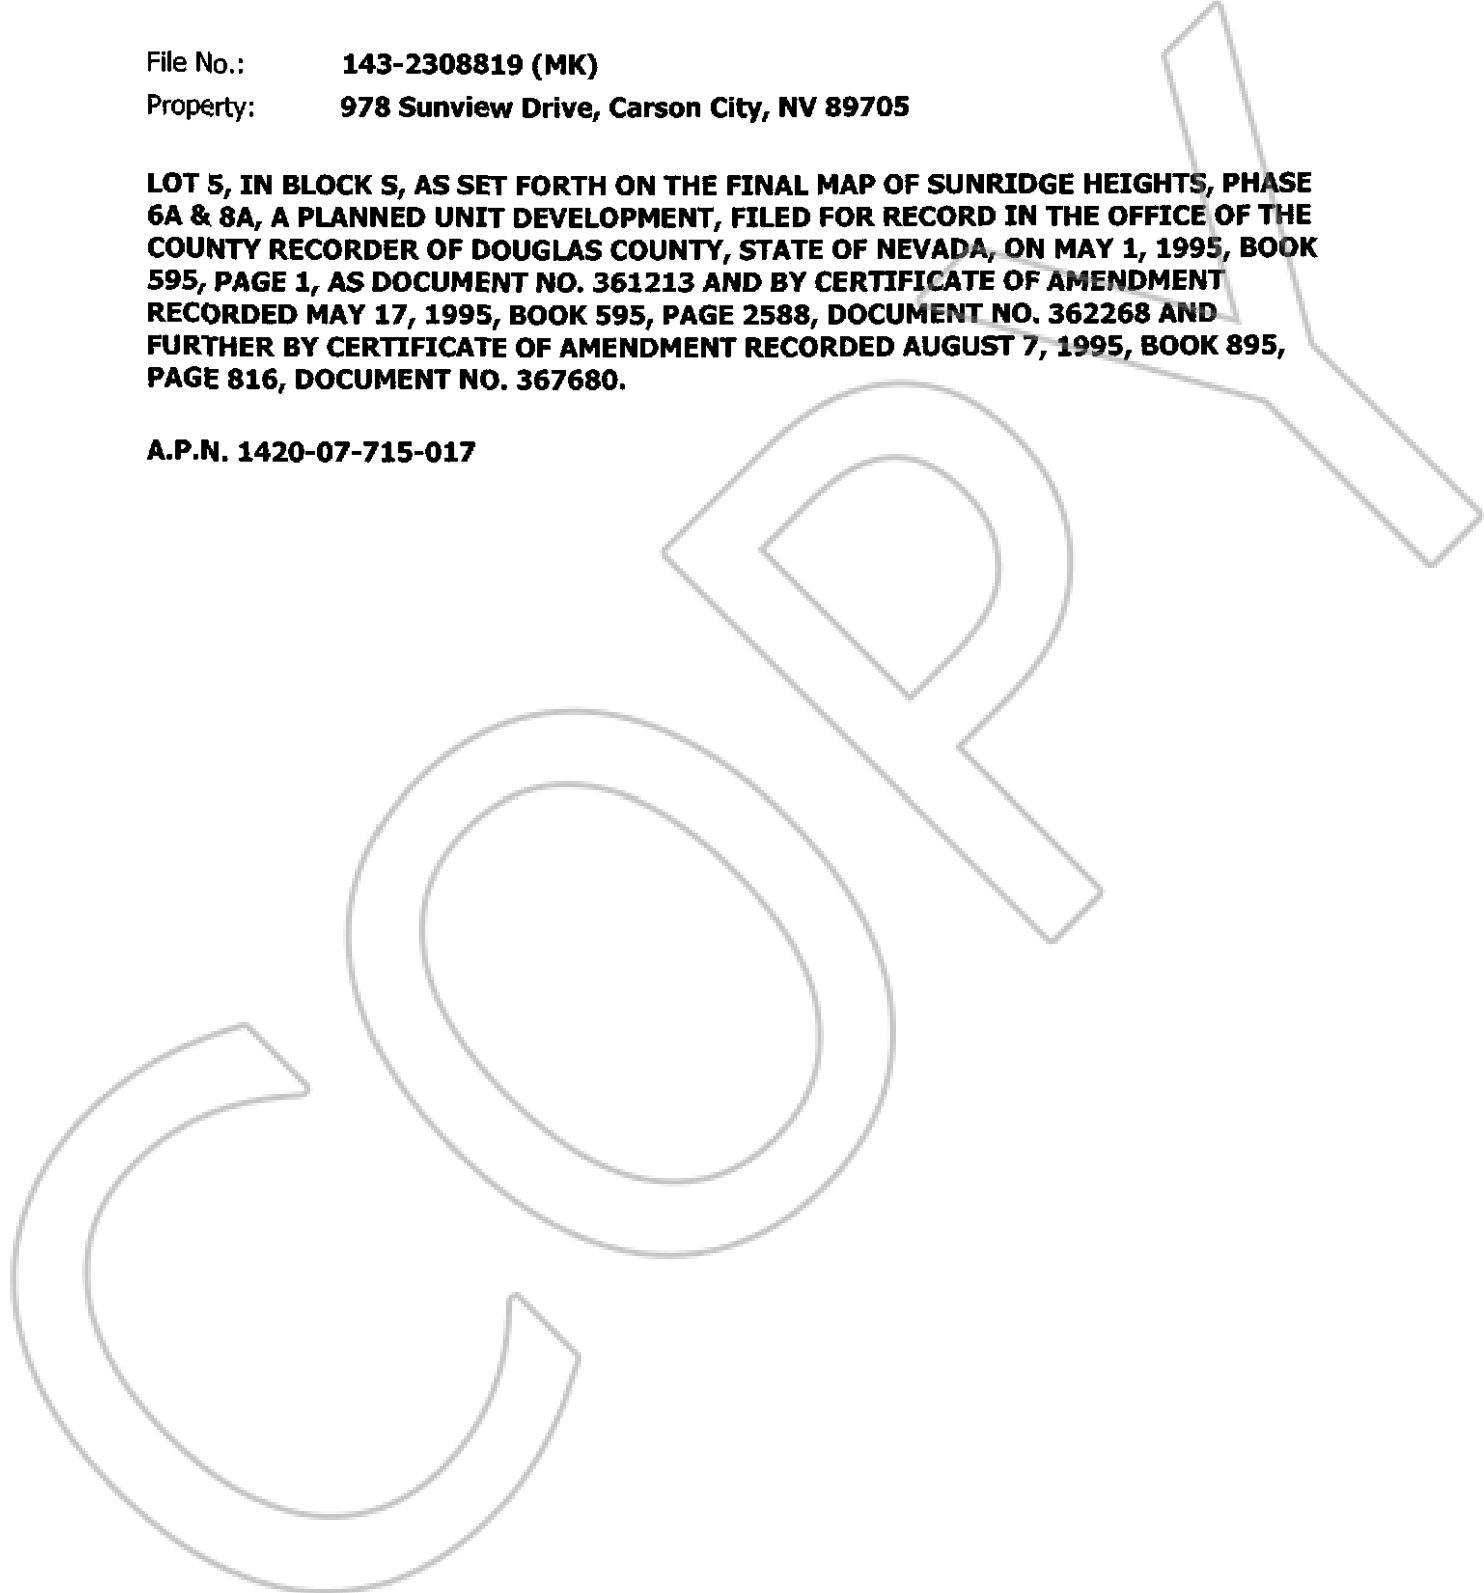 File No.: 143-2308819 (MK)
Property: 978 Sunview Drive, Carson City, NV 89705
LOT 5, IN BLOCK S, AS SET FORTH ON THE FINAL MAP OF SUNRIDGE HEIGHTS, PHASE
6A & 8A, A PLANNED UNIT DEVELOPMENT, FILED FOR RECORD IN THE OFFICE OF THE
COUNTY RECORDER OF DOUGLAS COUNTY, STATE OF NEVADA, ON MAY 1, 1995, BOOK
595, PAGE 1, AS DOCUMENT NO. 361213 AND BY CERTIFICATE OF AMENDMENT
RECORDED MAY 17, 1995, BOOK 595, PAGE 2588, DOCUMENT NO. 362268 AND
FURTHER BY CERTIFICATE OF AMENDMENT RECORDED AUGUST 7, 1995, BOOK 895,
PAGE 816, DOCUMENT NO. 367680.
A.P.N. 1420-07-715-017
COPY